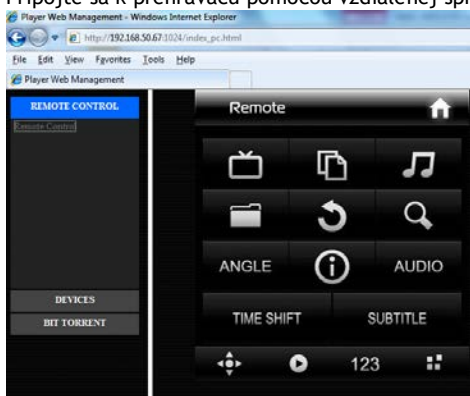 Pripojte sa k prehrávaču pomocou vzdialenej spr
Player Web Management - Windows Internet Explorer
http://192.168.50.67:1024/index_pc.html
File Edit View Favorites Tools Help
Player Web Management
REMOTE CONTROL
Remote Control
DEVICES
BIT TORRENT
Remote
ANGLE
AUDIO
TIME SHIFT
SUBTITLE
123